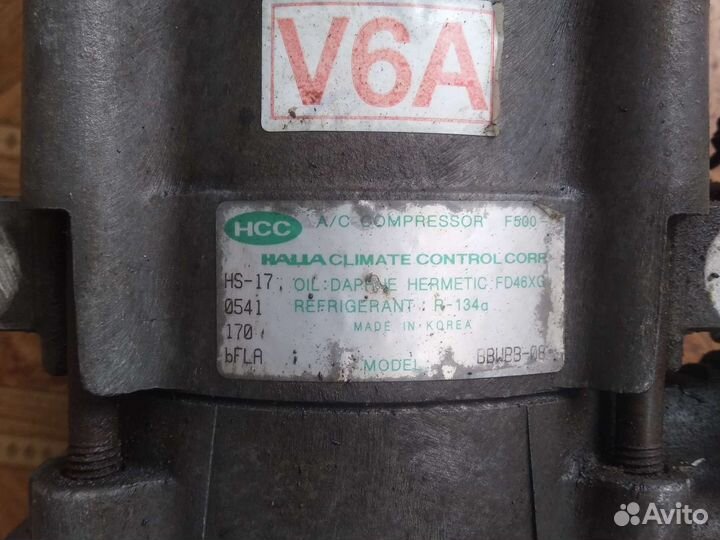 V6A
HCC A/C COMPRESSOR F500-
HALLA CLIMATE CONTROL CORP
HS-17 OIL: DAPHNE HERMETIC FD46XG
0541 REFRIGERANT: R-134a
170 MADE IN KOREA
bFLA MODEL
Avito